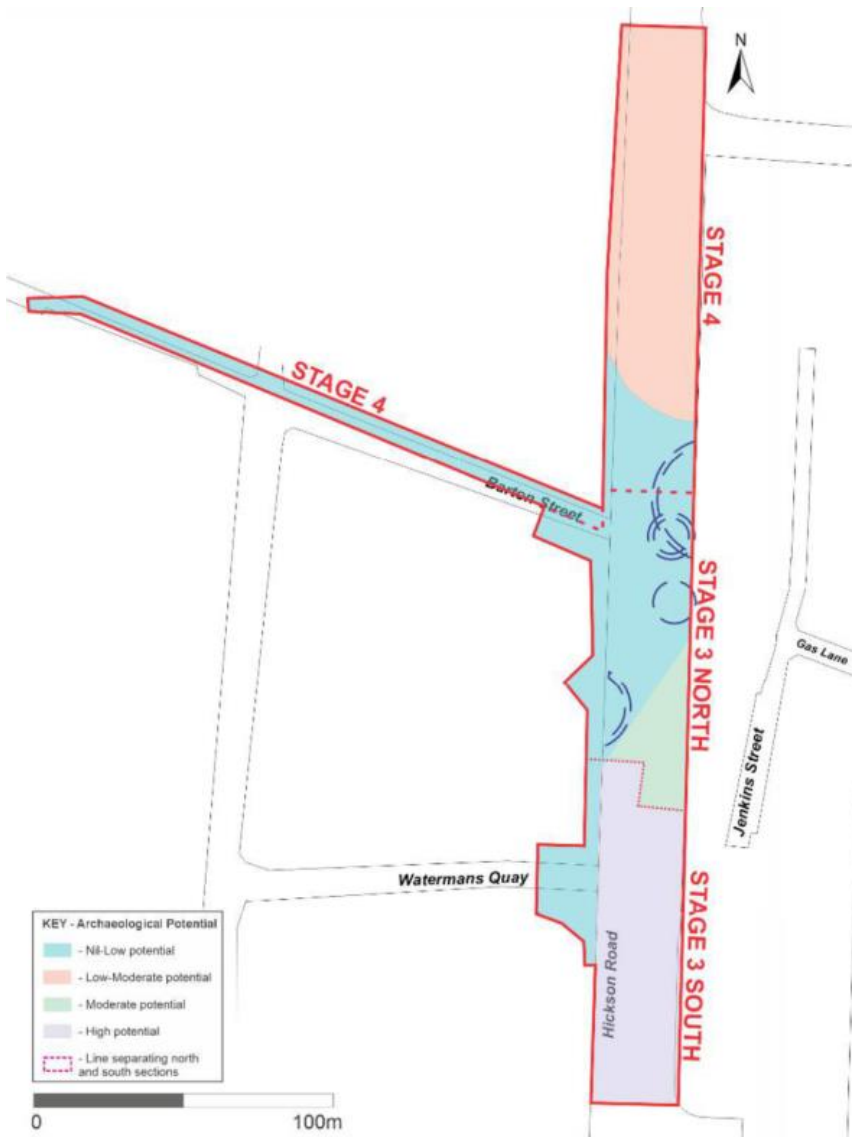 N
STAGE 4
STAGE 4
Barton Street
STAGE 3 NORTH
Gas Lane
Jenkins Street
Watermans Quay
Hickson Road
STAGE 3 SOUTH
KEY - Archaeological Potential
- Nil-Low potential
- Low-Moderate potential
- Moderate potential
- High potential
- Line separating north
and south sections
0 100m